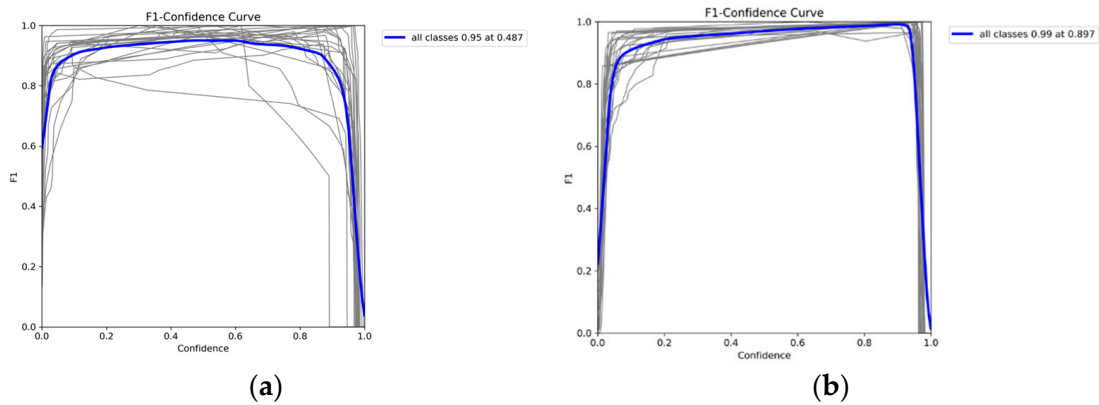 F1-Confidence Curve
all classes 0.95 at 0.487
1.0
0.8
0.6
0.4
0.2
0.0
F1
0.0 0.2 0.4 0.6 0.8 1.0
Confidence
(a)
F1-Confidence Curve
all classes 0.99 at 0.897
1.0
0.8
0.6
0.4
0.2
0.0
F1
0.0 0.2 0.4 0.6 0.8 1.0
Confidence
(b)